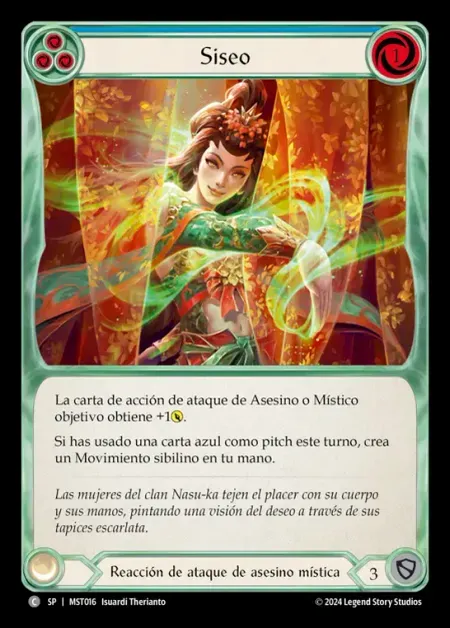 Siseo
1
La carta de acción de ataque de Asesino o Místico
objetivo obtiene +1.
Si has usado una carta azul como pitch este turno, crea
un Movimiento sibilino en tu mano.
Las mujeres del clan Nasu-ka tejen el placer con su cuerpo
y sus manos, pintando una visión del deseo a través de sus
tapices escarlata.
Reacción de ataque de asesino mística
3
C SP | MST016 Isuardi Therianto
© 2024 Legend Story Studios